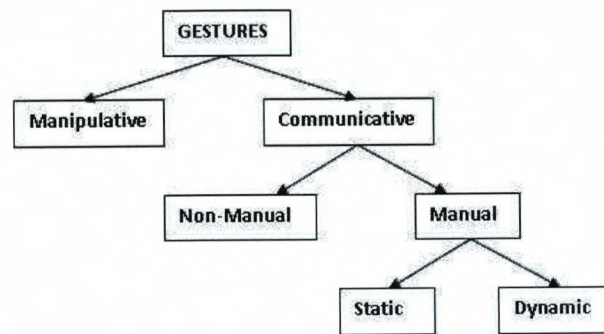 GESTURES
Manipulative
Communicative
Non-Manual
Manual
Static
Dynamic